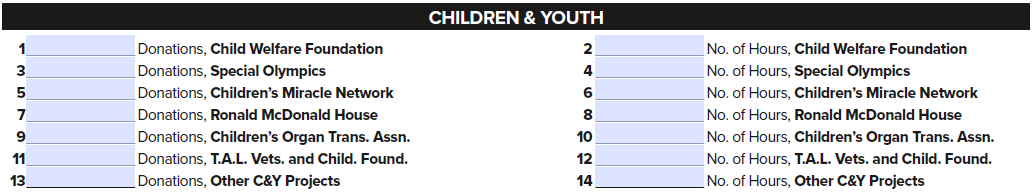 CHILDREN & YOUTH
1 Donations, Child Welfare Foundation 2 No. of Hours, Child Welfare Foundation
3 Donations, Special Olympics 4 No. of Hours, Special Olympics
5 Donations, Children's Miracle Network 6 No. of Hours, Children's Miracle Network
7 Donations, Ronald McDonald House 8 No. of Hours, Ronald McDonald House
9 Donations, Children's Organ Trans. Assn. 10 No. of Hours, Children's Organ Trans. Assn.
11 Donations, T.A.L. Vets. and Child. Found. 12 No. of Hours, T.A.L. Vets. and Child. Found.
13 Donations, Other C&Y Projects 14 No. of Hours, Other C&Y Projects